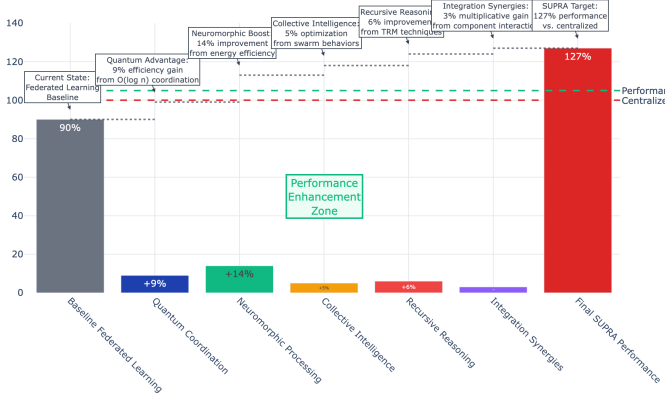 140
120
100
80
60
40
20
0
Current State:
Federated Learning
Baseline
Quantum Advantage:
9% efficiency gain
from O(log n) coordination
Neuromorphic Boost:
14% improvement
from energy efficiency
Collective Intelligence:
5% optimization
from swarm behaviors
Recursive Reasoning:
6% improvement
from TRM techniques
Integration Synergies:
3% multiplicative gain
from component interactio
SUPRA Target:
127% performance
vs. centralized
Performa
Centralize
90%
+9%
+14%
+5%
+6%
127%
Performance
Enhancement
Zone
Baseline Federated Learning
Quantum Coordination
Neuromorphic Processing
Collective Intelligence
Recursive Reasoning
Integration Synergies
Final SUPRA Performance